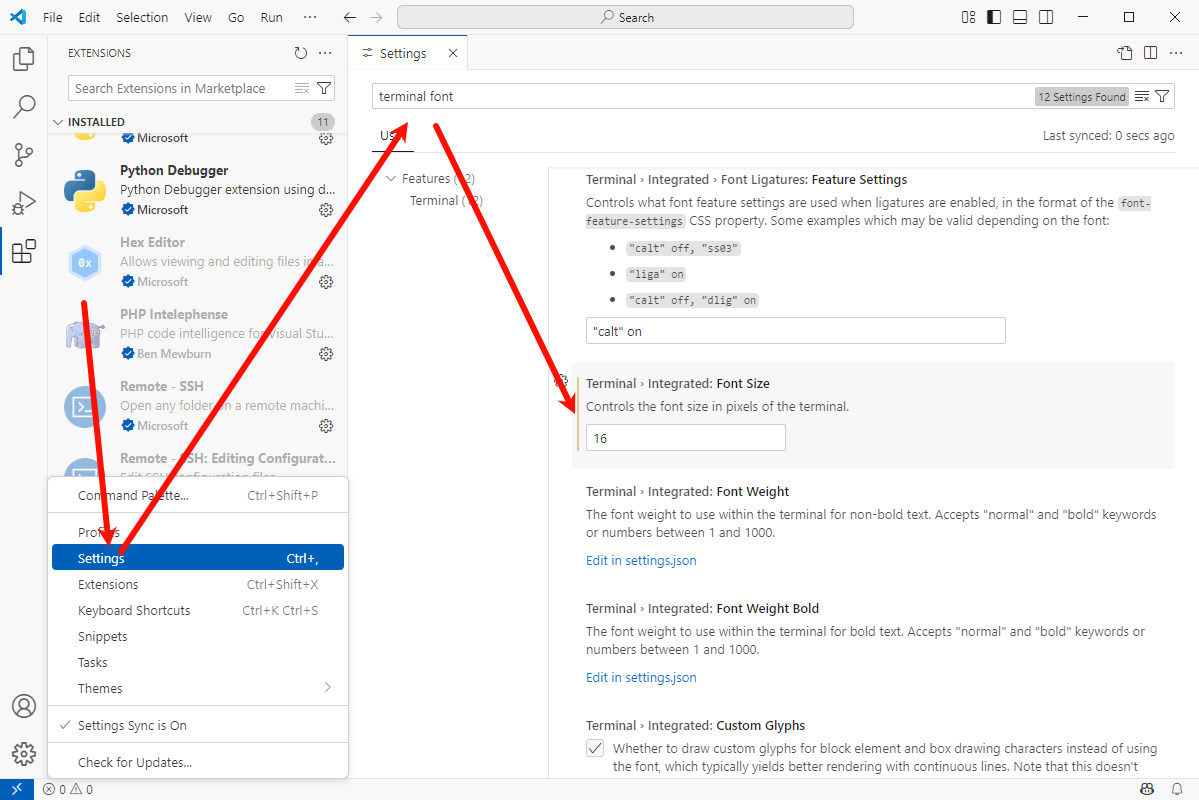 File Edit Selection View Go Run ··· Search
EXTENSIONS
Search Extensions in Marketplace
INSTALLED 11
Microsoft
Python Debugger
Python Debugger extension using d...
Microsoft
Hex Editor
0x
Allows viewing and editing files in a...
Microsoft
PHP Intelephense
PHP code intelligence for Visual Stu...
Ben Mewburn
Remote - SSH
Open any folder on a remote machi...
Microsoft
Remote - SSH: Editing Configurat...
Command Palette... Ctrl+Shift+P
Profiles
Settings Ctrl+,
Extensions Ctrl+Shift+X
Keyboard Shortcuts Ctrl+K Ctrl+S
Snippets
Tasks
Themes
Settings Sync is On
Check for Updates...
Settings
terminal font 12 Settings Found
User Last synced: 0 secs ago
Features (12)
Terminal (12)
Terminal › Integrated › Font Ligatures: Feature Settings
Controls what font feature settings are used when ligatures are enabled, in the format of the font-
feature-settings CSS property. Some examples which may be valid depending on the font:
• "calt" off, "ss03"
• "liga" on
• "calt" off, "dlig" on
"calt" on
Terminal › Integrated: Font Size
Controls the font size in pixels of the terminal.
16
Terminal › Integrated: Font Weight
The font weight to use within the terminal for non-bold text. Accepts "normal" and "bold" keywords
or numbers between 1 and 1000.
Edit in settings.json
Terminal › Integrated: Font Weight Bold
The font weight to use within the terminal for bold text. Accepts "normal" and "bold" keywords or
numbers between 1 and 1000.
Edit in settings.json
Terminal › Integrated: Custom Glyphs
Whether to draw custom glyphs for block element and box drawing characters instead of using
the font, which typically yields better rendering with continuous lines. Note that this doesn't
0 0